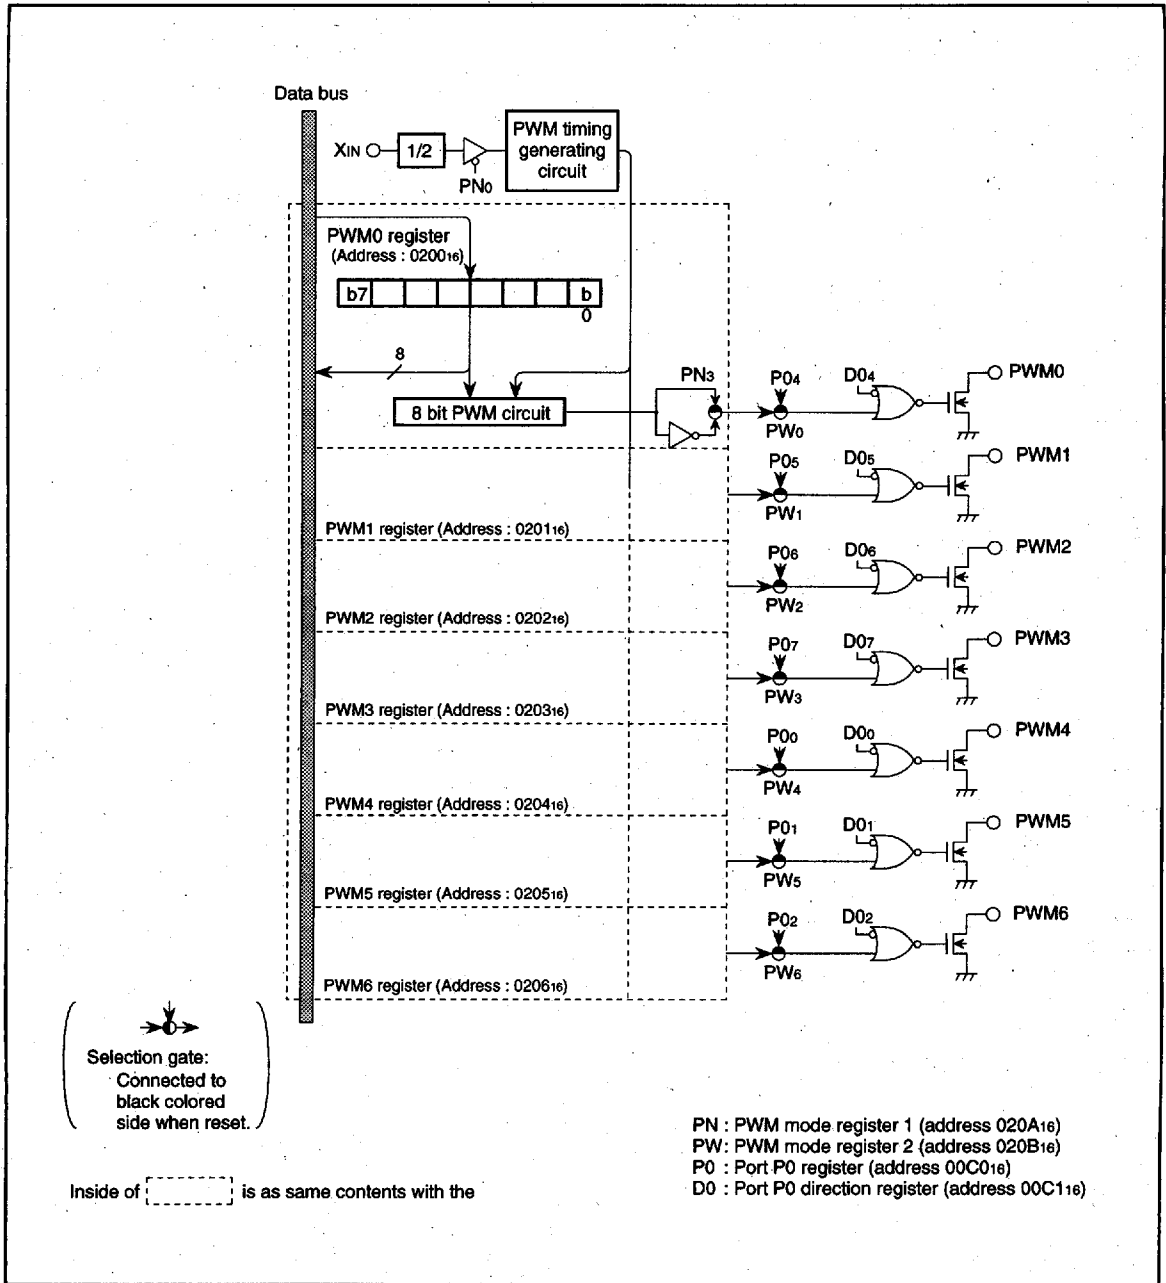 Data bus
XIN
1/2
PN0
PWM timing
generating
circuit
PWM0 register
(Address : 020016)
b7
b
0
8
8 bit PWM circuit
PN3
P04
PW0
D04
PWM0
P05
PW1
D05
PWM1
PWM1 register (Address : 020116)
P06
PW2
D06
PWM2
PWM2 register (Address : 020216)
P07
PW3
D07
PWM3
PWM3 register (Address : 020316)
P00
PW4
D00
PWM4
PWM4 register (Address : 020416)
P01
PW5
D01
PWM5
PWM5 register (Address : 020516)
P02
PW6
D02
PWM6
PWM6 register (Address : 020616)
Selection gate:
Connected to
black colored
side when reset.
PN : PWM mode register 1 (address 020A16)
PW : PWM mode register 2 (address 020B16)
P0 : Port P0 register (address 00C016)
D0 : Port P0 direction register (address 00C116)
Inside of is as same contents with the